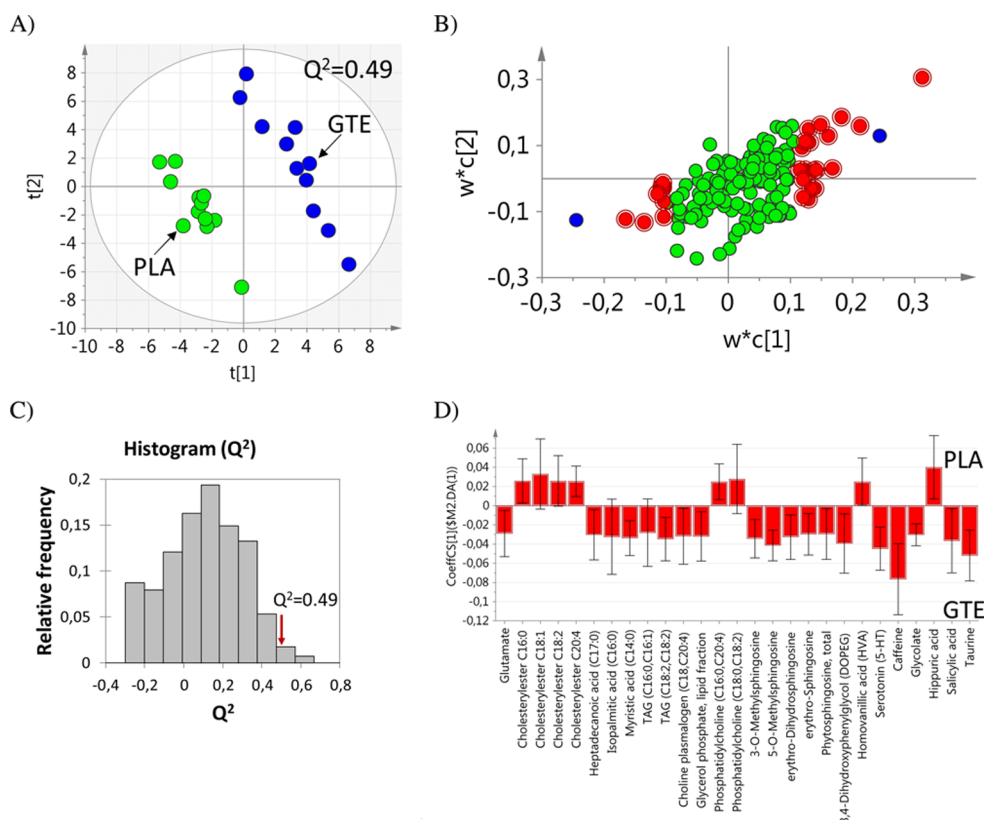 A)
Q²=0.49
GTE
PLA
t[2]
8
6
4
2
0
-2
-4
-6
-8
-10
-10 -8 -6 -4 -2 0 2 4 6 8
t[1]
B)
w*c[2]
0,3
0,1
-0,1
-0,3
-0,3 -0,2 -0,1 0 0,1 0,2 0,3
w*c[1]
C)
Histogram (Q²)
Relative frequency
0,2
0,15
0,1
0,05
0
Q²=0.49
-0,4 -0,2 0 0,2 0,4 0,6 0,8
Q²
D)
CoeffCS[1]($M2.DA(1))
0,06
0,04
0,02
0
-0,02
-0,04
-0,06
-0,08
-0,1
-0,12
PLA
GTE
Glutamate
Cholesterylester C16:0
Cholesterylester C18:1
Cholesterylester C18:2
Cholesterylester C20:4
Heptadecanoic acid (C17:0)
Isopalmitic acid (C16:0)
Myristic acid (C14:0)
TAG (C16:0,C16:1)
TAG (C18:2,C18:2)
Choline plasmalogen (C18,C20:4)
Glycerol phosphate, lipid fraction
Phosphatidylcholine (C16:0,C20:4)
Phosphatidylcholine (C18:0,C18:2)
3-O-Methylsphingosine
5-O-Methylsphingosine
erythro-Dihydrosphingosine
erythro-Sphingosine
Phytosphingosine, total
3,4-Dihydroxyphenylglycol (DOPEG)
Homovanillic acid (HVA)
Serotonin (5-HT)
Caffeine
Glycolate
Hippuric acid
Salicylic acid
Taurine